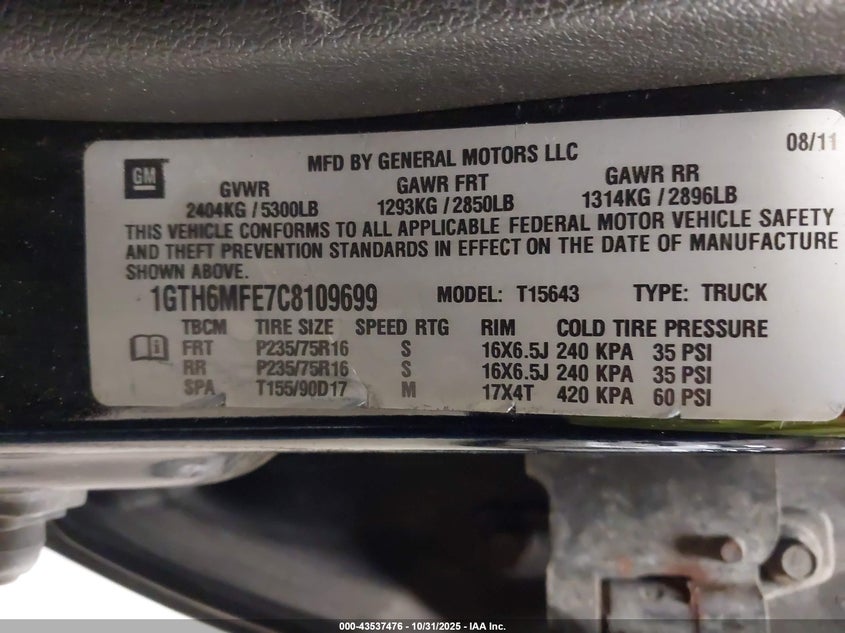 GM
MFD BY GENERAL MOTORS LLC
08/11
GVWR GAWR FRT GAWR RR
2404KG / 5300LB 1293KG / 2850LB 1314KG / 2896LB
THIS VEHICLE CONFORMS TO ALL APPLICABLE FEDERAL MOTOR VEHICLE SAFETY
AND THEFT PREVENTION STANDARDS IN EFFECT ON THE DATE OF MANUFACTURE
SHOWN ABOVE.
1GTH6MFE7C8109699 MODEL: T15643 TYPE: TRUCK
TBCM TIRE SIZE SPEED RTG RIM COLD TIRE PRESSURE
FRT P235/75R16 S 16X6.5J 240 KPA 35 PSI
RR P235/75R16 S 16X6.5J 240 KPA 35 PSI
SPA T155/90D17 M 17X4T 420 KPA 60 PSI
000-43537476 - 10/31/2025 - IAA Inc.